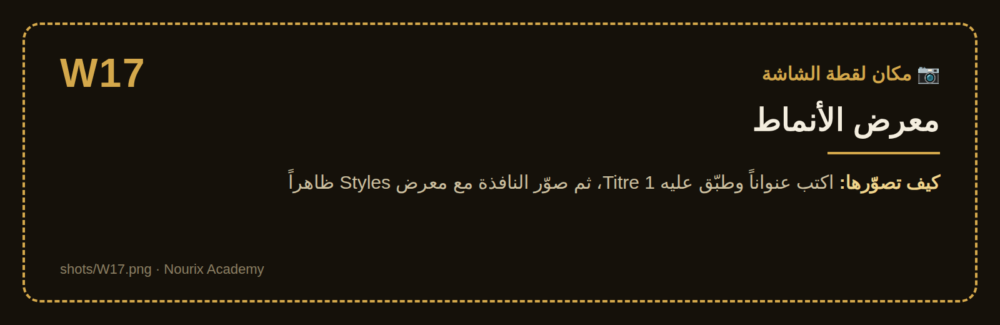 W17
📷 مكان لقطة الشاشة
معرض الأنماط
كيف تصوّرها: اكتب عنواناً وطبّق عليه Titre 1، ثم صوّر النافذة مع معرض Styles ظاهراً
shots/W17.png · Nourix Academy